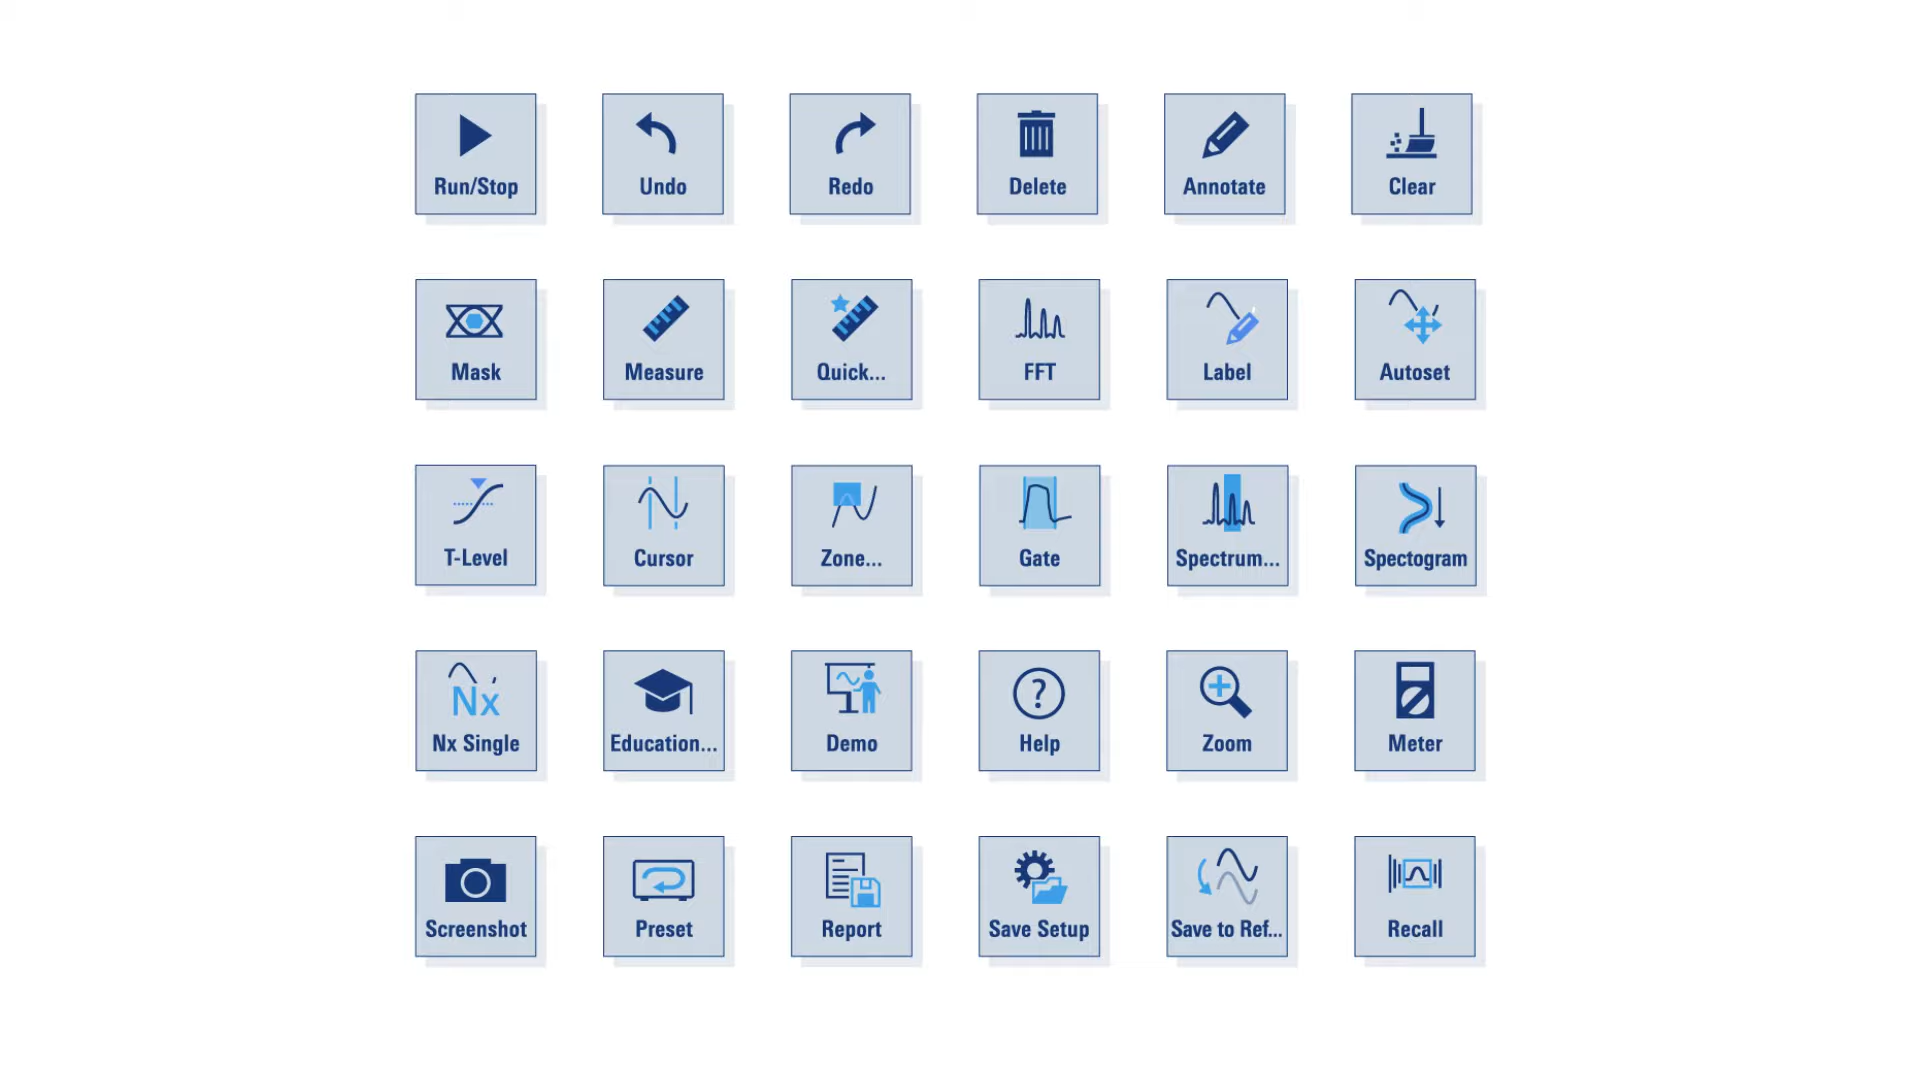 Run/Stop
Undo
Redo
Delete
Annotate
Clear
Mask
Measure
Quick...
FFT
Label
Autoset
T-Level
Cursor
Zone...
Gate
Spectrum...
Spectogram
Nx
Nx Single
Education...
Demo
?
Help
Zoom
Meter
Screenshot
Preset
Report
Save Setup
Save to Ref...
Recall